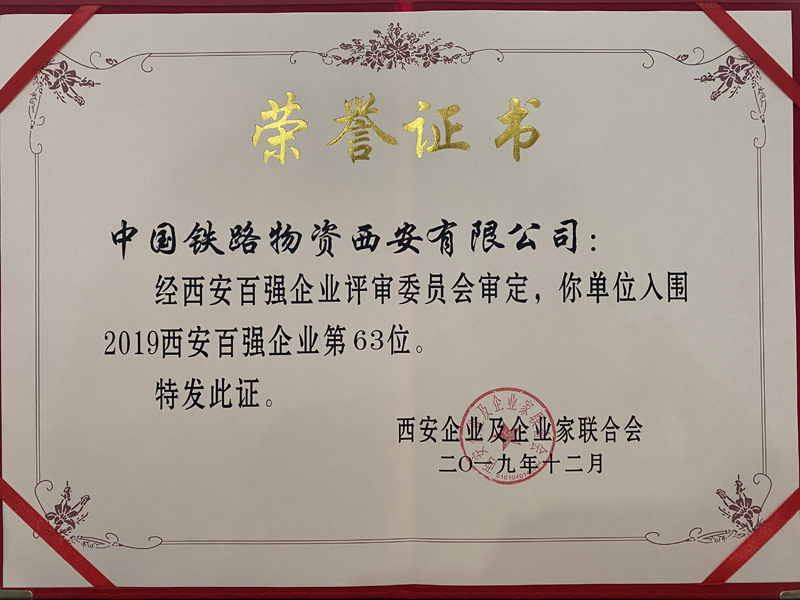 荣誉证书
中国铁路物资西安有限公司：
经西安百强企业评审委员会审定，你单位入围
2019西安百强企业第63位。
特发此证。
西安企业及企业家联合会
二〇一九年十二月